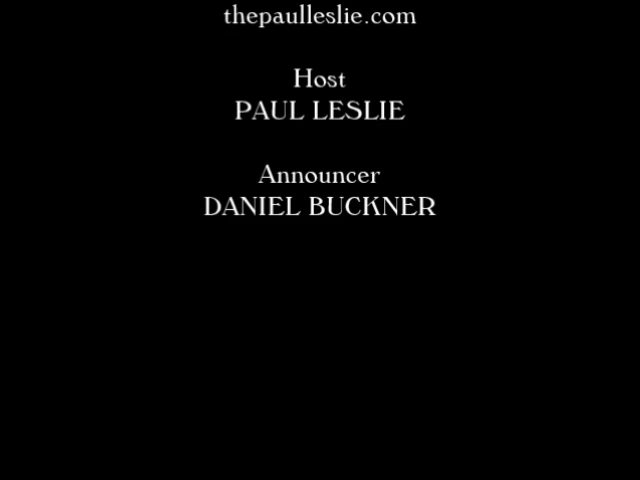 thepaulleslie.com
Host
PAUL LESLIE
Announcer
DANIEL BUCKNER